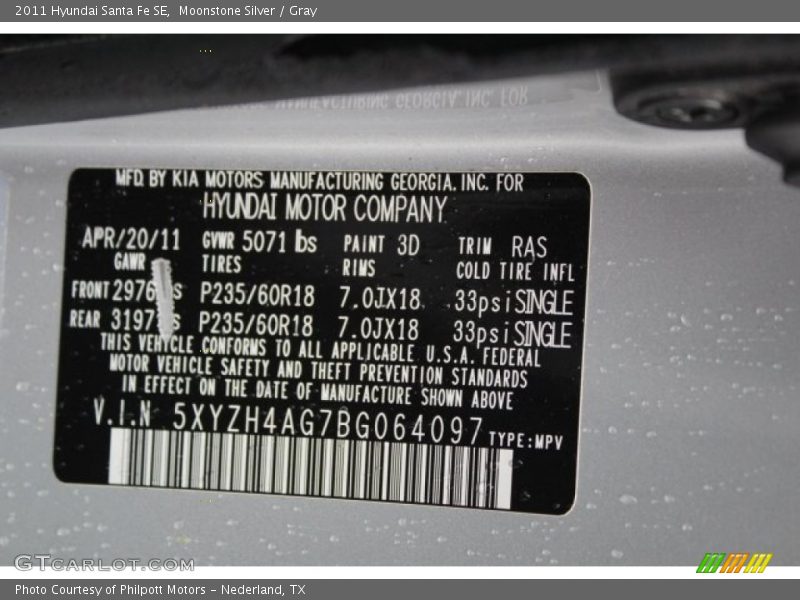 2011 Hyundai Santa Fe SE, Moonstone Silver / Gray
MFD. BY KIA MOTORS MANUFACTURING GEORGIA. INC. FOR
HYUNDAI MOTOR COMPANY
APR/20/11 GVWR 5071 lbs PAINT 3D TRIM RAS
GAWR TIRES RIMS COLD TIRE INFL
FRONT P235/60R18 7.0JX18 33psi SINGLE
REAR P235/60R18 7.0JX18 33psi SINGLE
THIS VEHICLE CONFORMS TO ALL APPLICABLE U.S.A. FEDERAL
MOTOR VEHICLE SAFETY AND THEFT PREVENTION STANDARDS
IN EFFECT ON THE DATE OF MANUFACTURE SHOWN ABOVE
V.I.N 5XYZH4AG7BG064097 TYPE:MPV
GTCARLOT.COM
Photo Courtesy of Philpott Motors - Nederland, TX